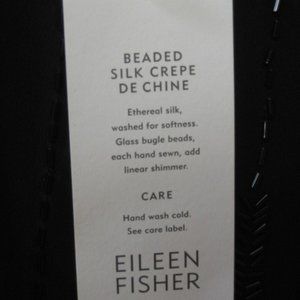 BEADED
SILK CREPE
DE CHINE
Ethereal silk,
washed for softness.
Glass bugle beads,
each hand sewn, add
linear shimmer.
CARE
Hand wash cold.
See care label.
EILEEN
FISHER